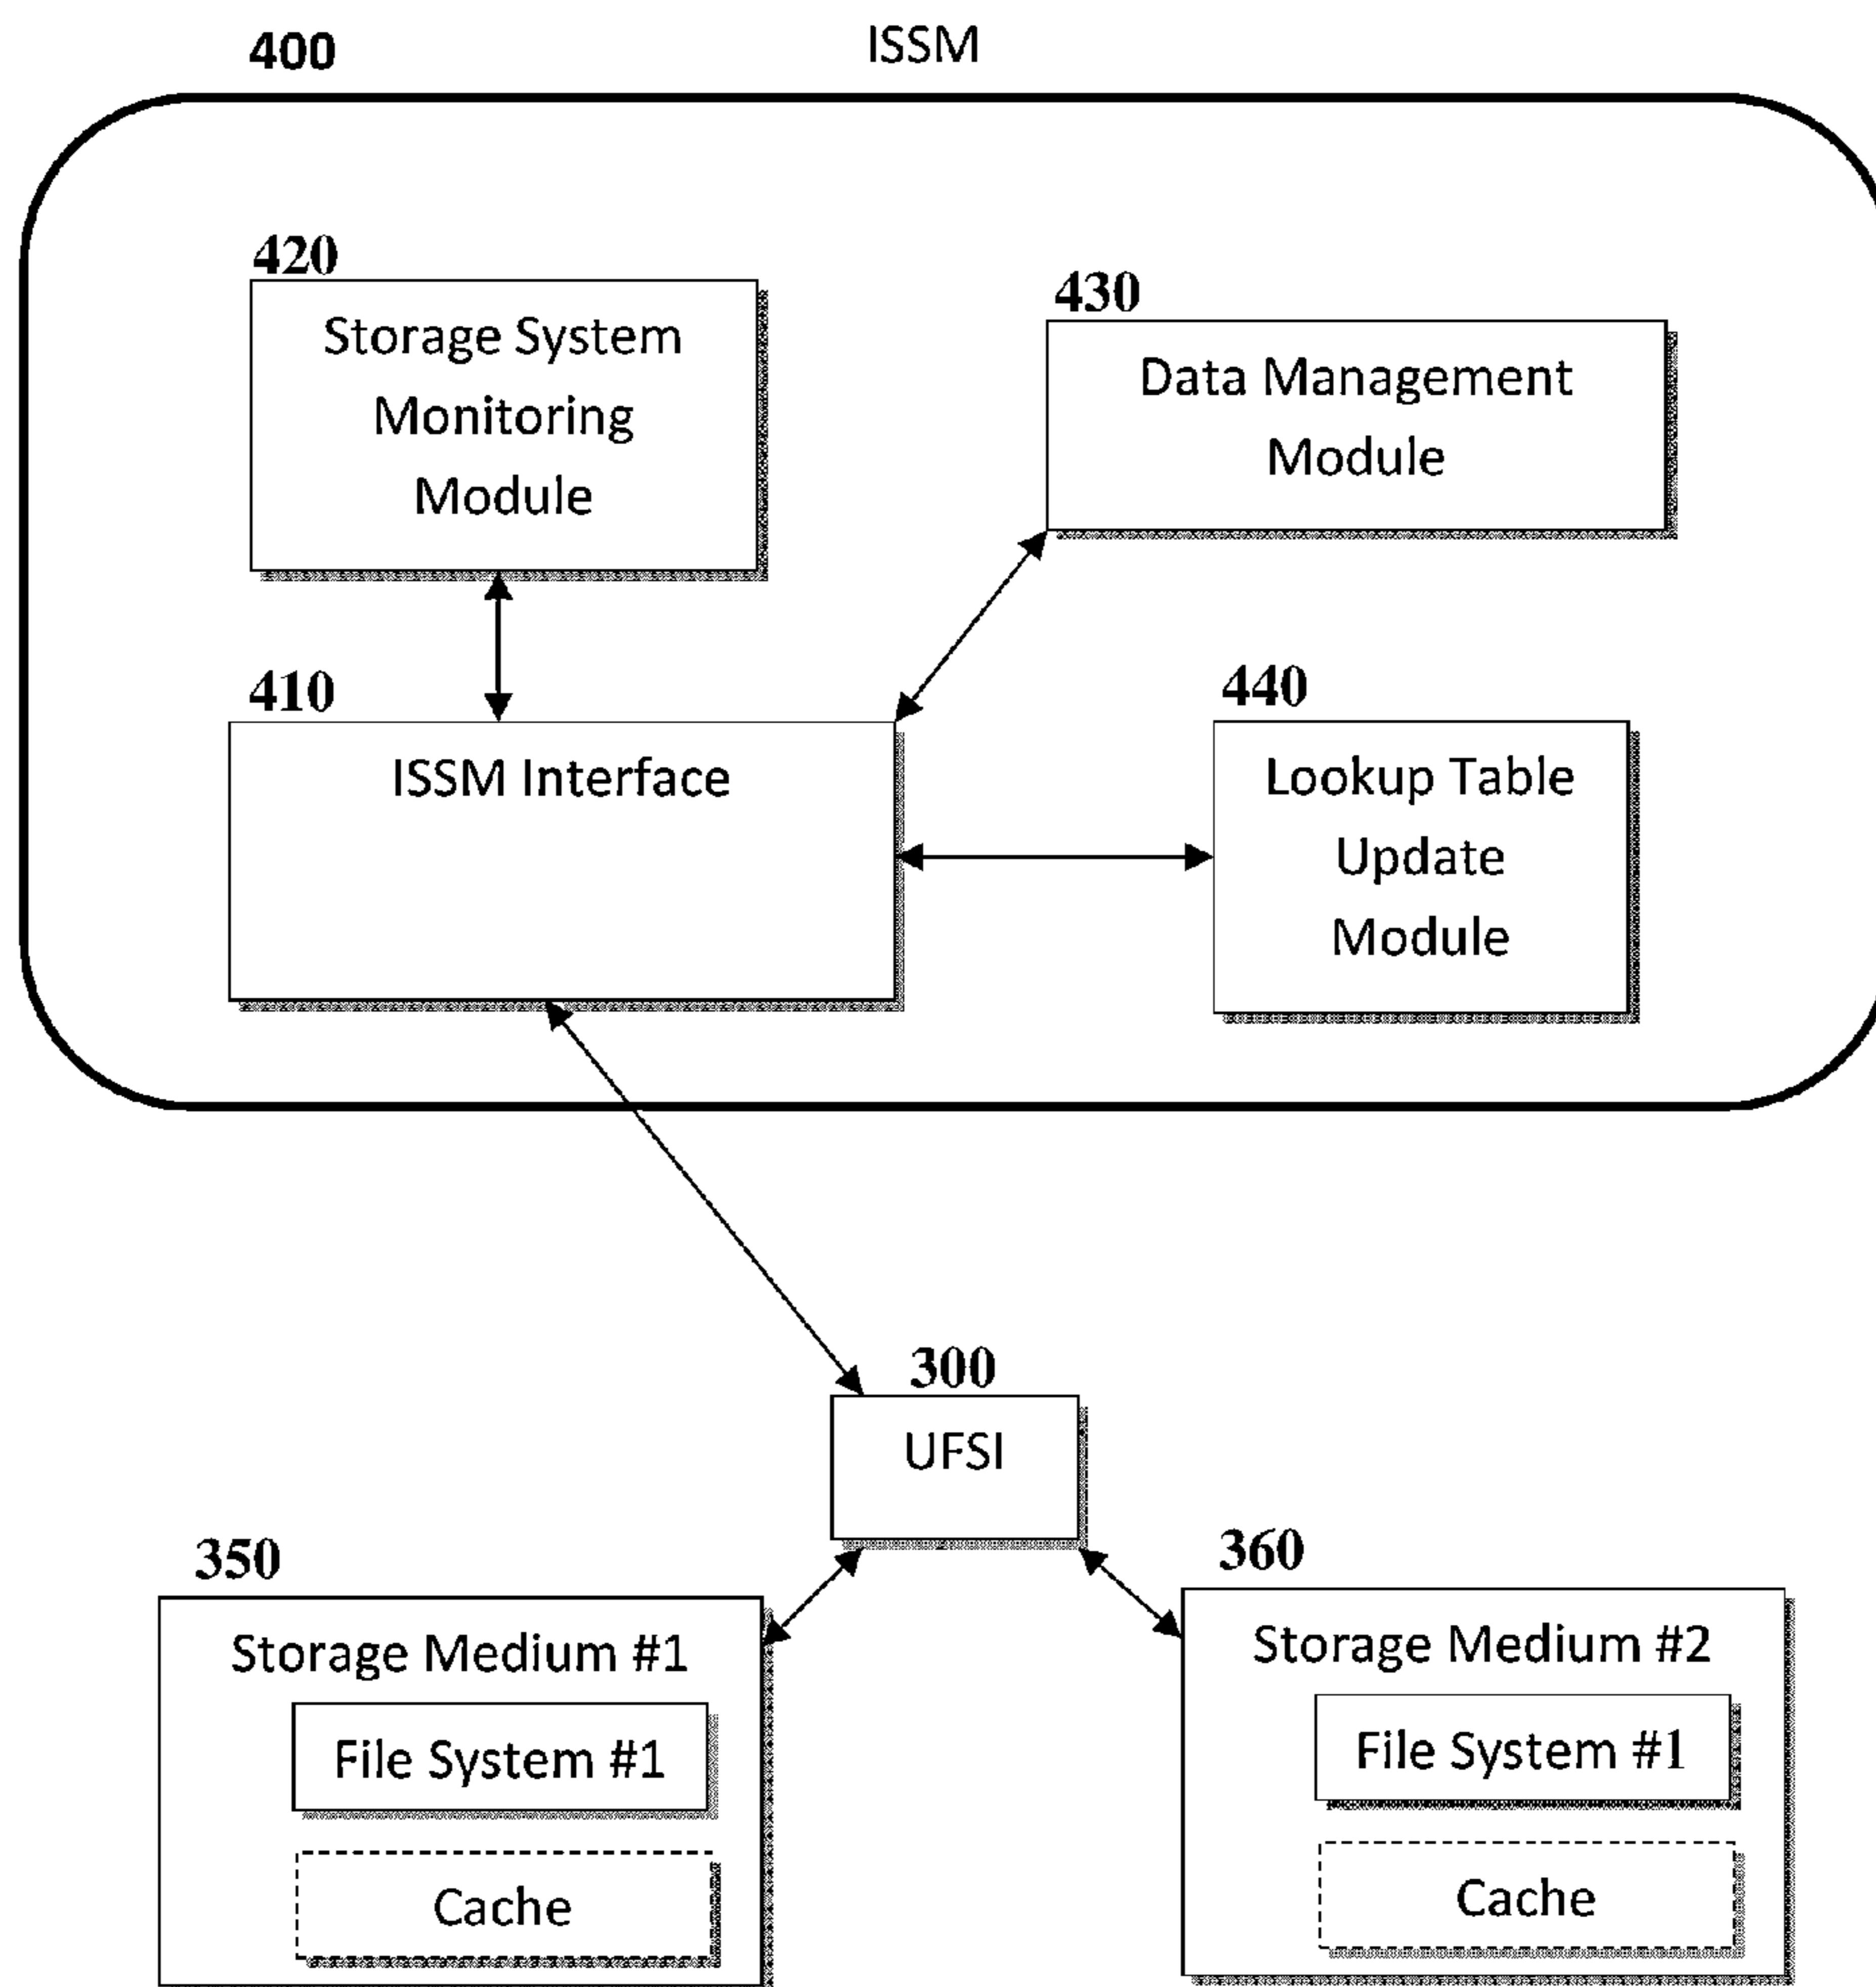 400
ISSM
420
Storage System
Monitoring
Module
430
Data Management
Module
410
ISSM Interface
440
Lookup Table
Update
Module
300
UFSI
350
Storage Medium #1
File System #1
Cache
360
Storage Medium #2
File System #1
Cache